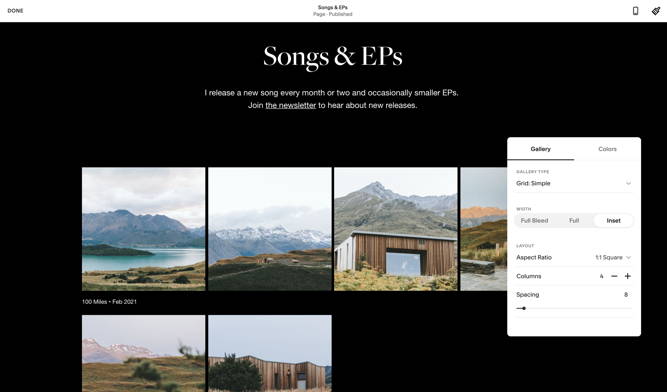 DONE
Songs & EPs
Page · Published
Songs & EPs
I release a new song every month or two and occasionally smaller EPs.
Join the newsletter to hear about new releases.
Gallery
Colors
GALLERY TYPE
Grid: Simple
WIDTH
Full Bleed
Full
Inset
LAYOUT
Aspect Ratio
1:1 Square
Columns
4
Spacing
8
100 Miles • Feb 2021